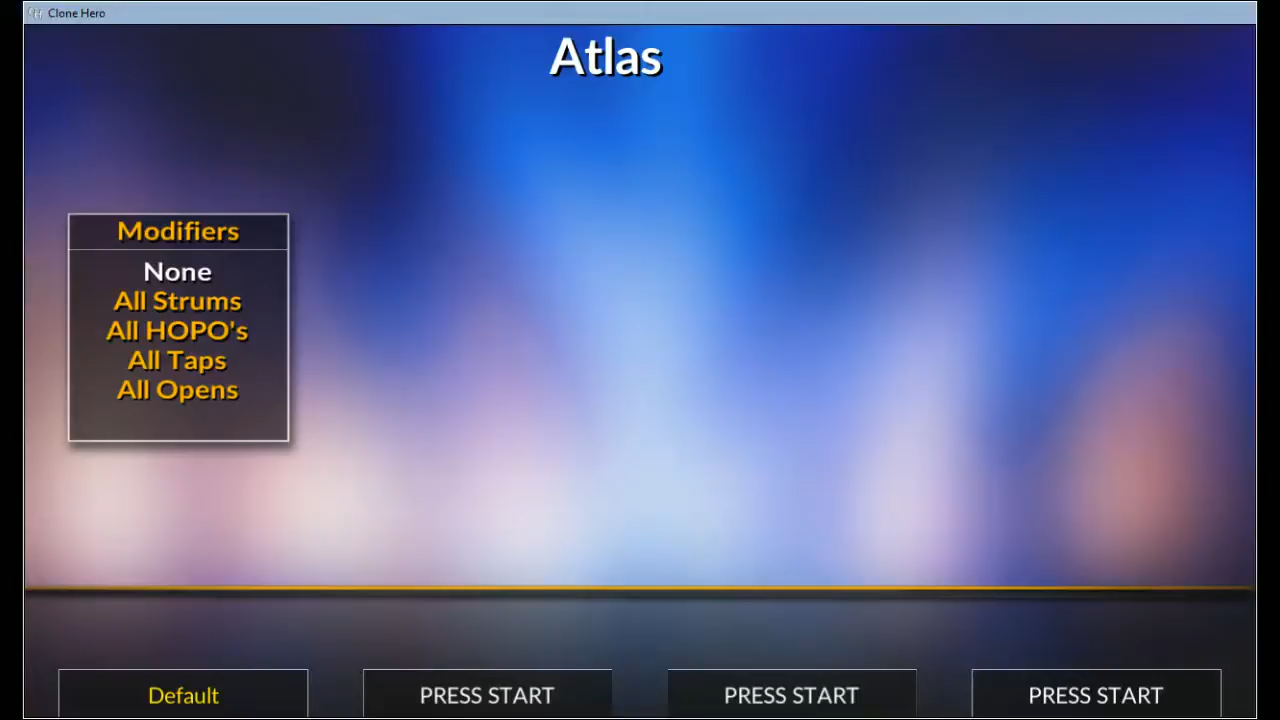 Clone Hero
Atlas
Modifiers
None
All Strums
All HOPO's
All Taps
All Opens
Default
PRESS START
PRESS START
PRESS START